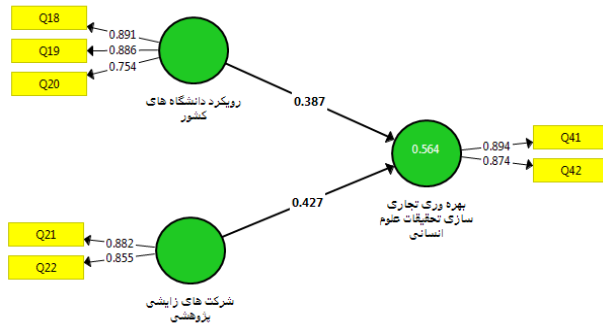 Q18
Q19
Q20
0.891
0.886
0.754
رویکرد دانشگاه های
کشور
0.387
0.564
0.894
0.874
Q41
Q42
بهره وری تجاری
سازی تحقیقات علوم
انسانی
0.427
Q21
Q22
0.882
0.855
شرکت های زایشی
پژوهشی